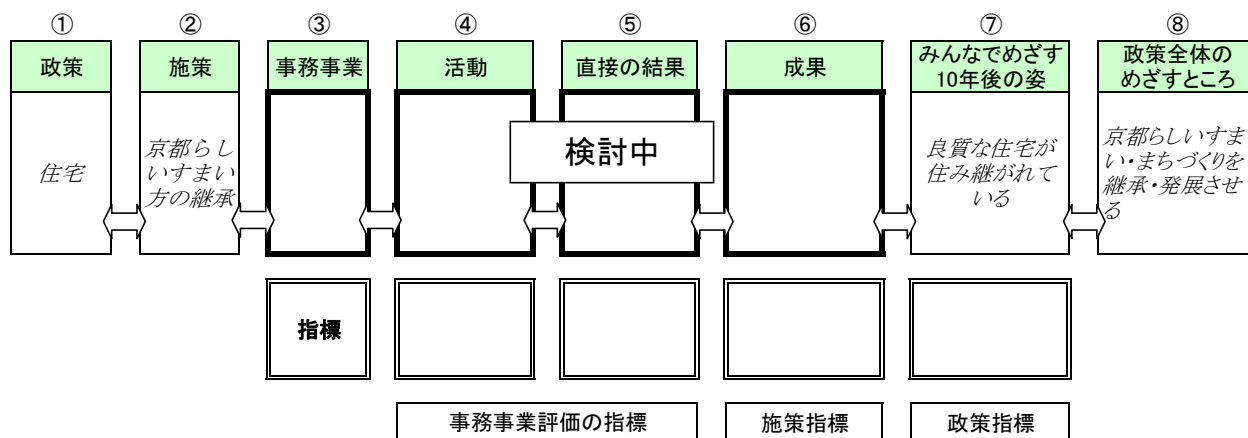 ① ② ③ ④ ⑤ ⑥ ⑦ ⑧
政策
施策
事務事業
活動
直接の結果
成果
みんなでめざす
10年後の姿
政策全体の
めざすところ
住宅
京都らし
いすまい
方の継承
検討中
良質な住宅が
住み継がれて
いる
京都らしいすま
い・まちづくりを
継承・発展させ
る
指標
事務事業評価の指標
施策指標
政策指標